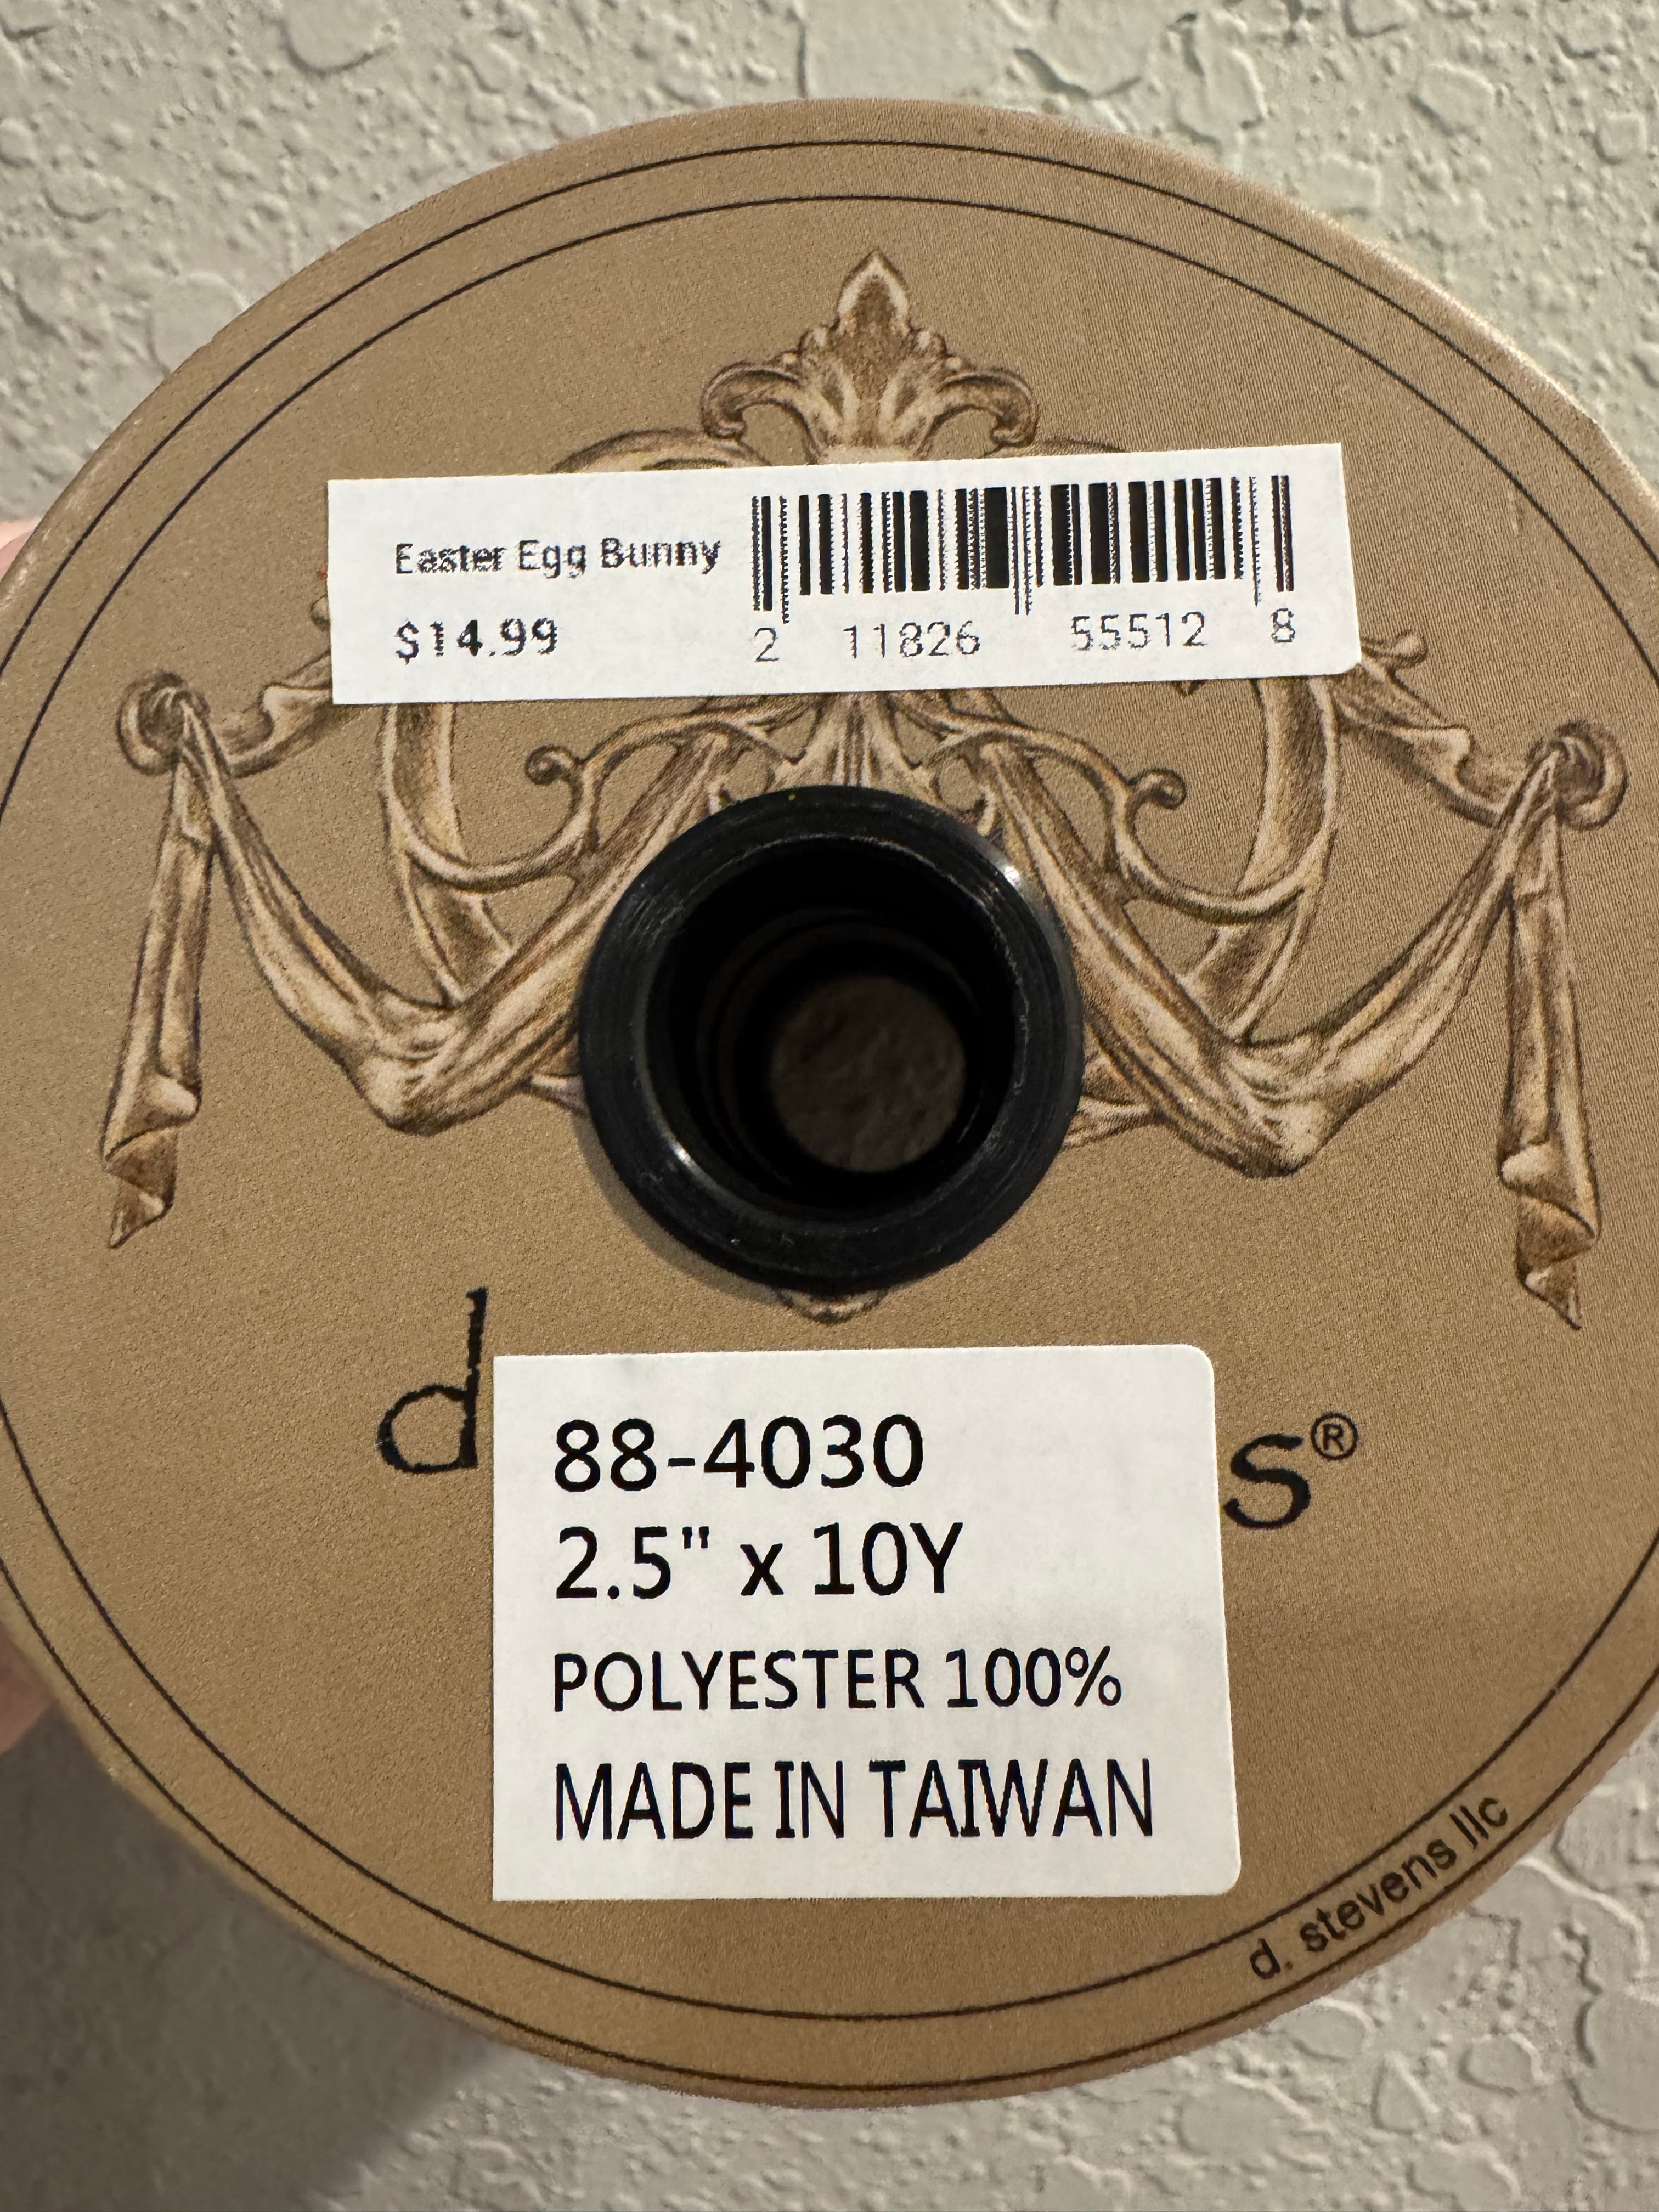 Easter Egg Bunny
$14.99
2 11826 55512 8
d s®
88-4030
2.5" x 10Y
POLYESTER 100%
MADE IN TAIWAN
d. stevens llc